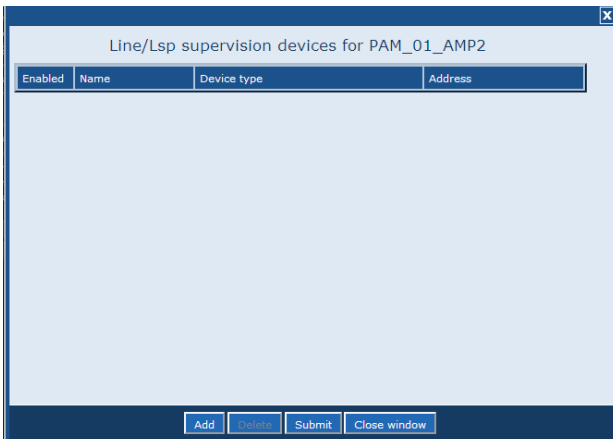 X
Line/Lsp supervision devices for PAM_01_AMP2
Enabled Name Device type Address
Add Delete Submit Close window